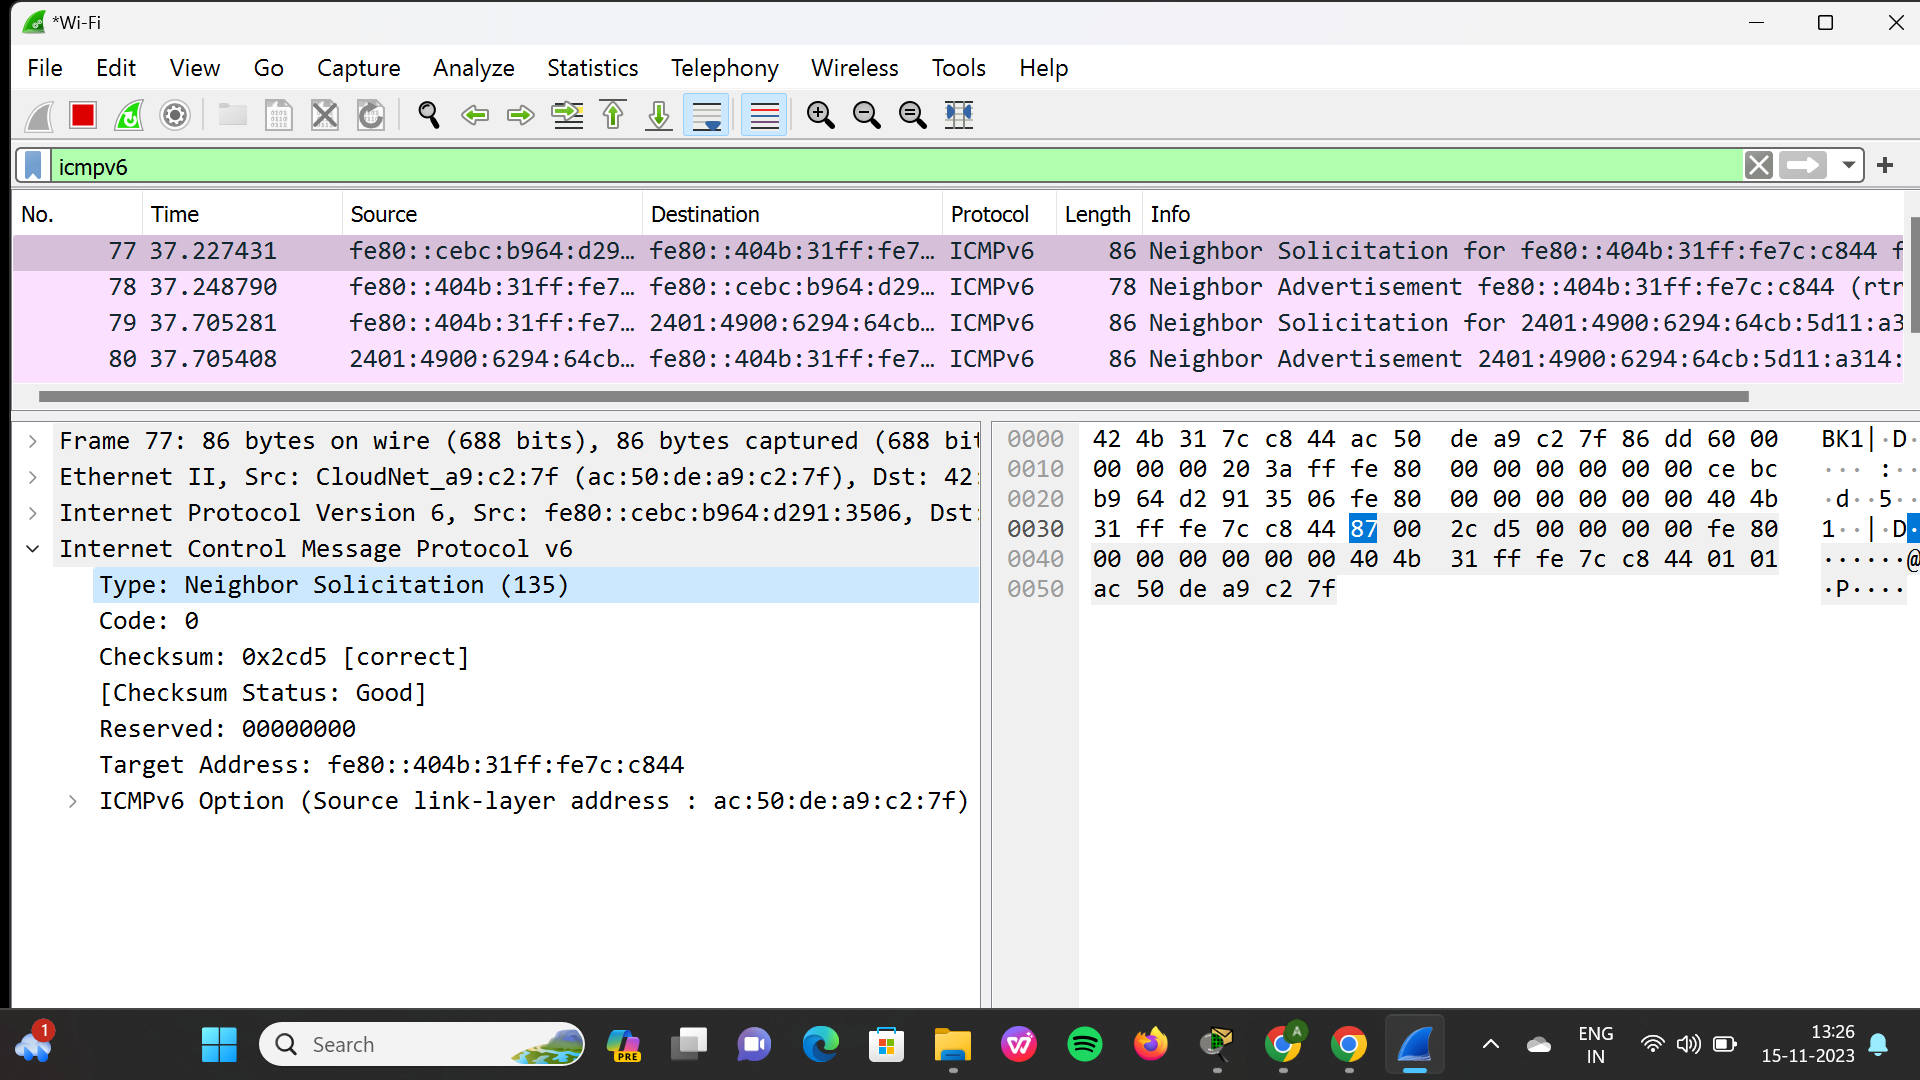 *Wi-Fi
File Edit View Go Capture Analyze Statistics Telephony Wireless Tools Help
icmpv6
No. Time Source Destination Protocol Length Info
77 37.227431 fe80::cebc:b964:d29… fe80::404b:31ff:fe7… ICMPv6 86 Neighbor Solicitation for fe80::404b:31ff:fe7c:c844 f
78 37.248790 fe80::404b:31ff:fe7… fe80::cebc:b964:d29… ICMPv6 78 Neighbor Advertisement fe80::404b:31ff:fe7c:c844 (rtr
79 37.705281 fe80::404b:31ff:fe7… 2401:4900:6294:64cb… ICMPv6 86 Neighbor Solicitation for 2401:4900:6294:64cb:5d11:a3
80 37.705408 2401:4900:6294:64cb… fe80::404b:31ff:fe7… ICMPv6 86 Neighbor Advertisement 2401:4900:6294:64cb:5d11:a314:
Frame 77: 86 bytes on wire (688 bits), 86 bytes captured (688 bit
Ethernet II, Src: CloudNet_a9:c2:7f (ac:50:de:a9:c2:7f), Dst: 42:
Internet Protocol Version 6, Src: fe80::cebc:b964:d291:3506, Dst:
Internet Control Message Protocol v6
Type: Neighbor Solicitation (135)
Code: 0
Checksum: 0x2cd5 [correct]
[Checksum Status: Good]
Reserved: 00000000
Target Address: fe80::404b:31ff:fe7c:c844
ICMPv6 Option (Source link-layer address : ac:50:de:a9:c2:7f)
0000 42 4b 31 7c c8 44 ac 50 de a9 c2 7f 86 dd 60 00 BK1|·D·
0010 00 00 00 20 3a ff fe 80 00 00 00 00 00 00 ce bc ··· :··
0020 b9 64 d2 91 35 06 fe 80 00 00 00 00 00 00 40 4b ·d··5··
0030 31 ff fe 7c c8 44 87 00 2c d5 00 00 00 00 fe 80 1··|·D·
0040 00 00 00 00 00 00 40 4b 31 ff fe 7c c8 44 01 01 ······@
0050 ac 50 de a9 c2 7f ·P····
1
Search
PRE
A
ENG
IN
13:26
15-11-2023